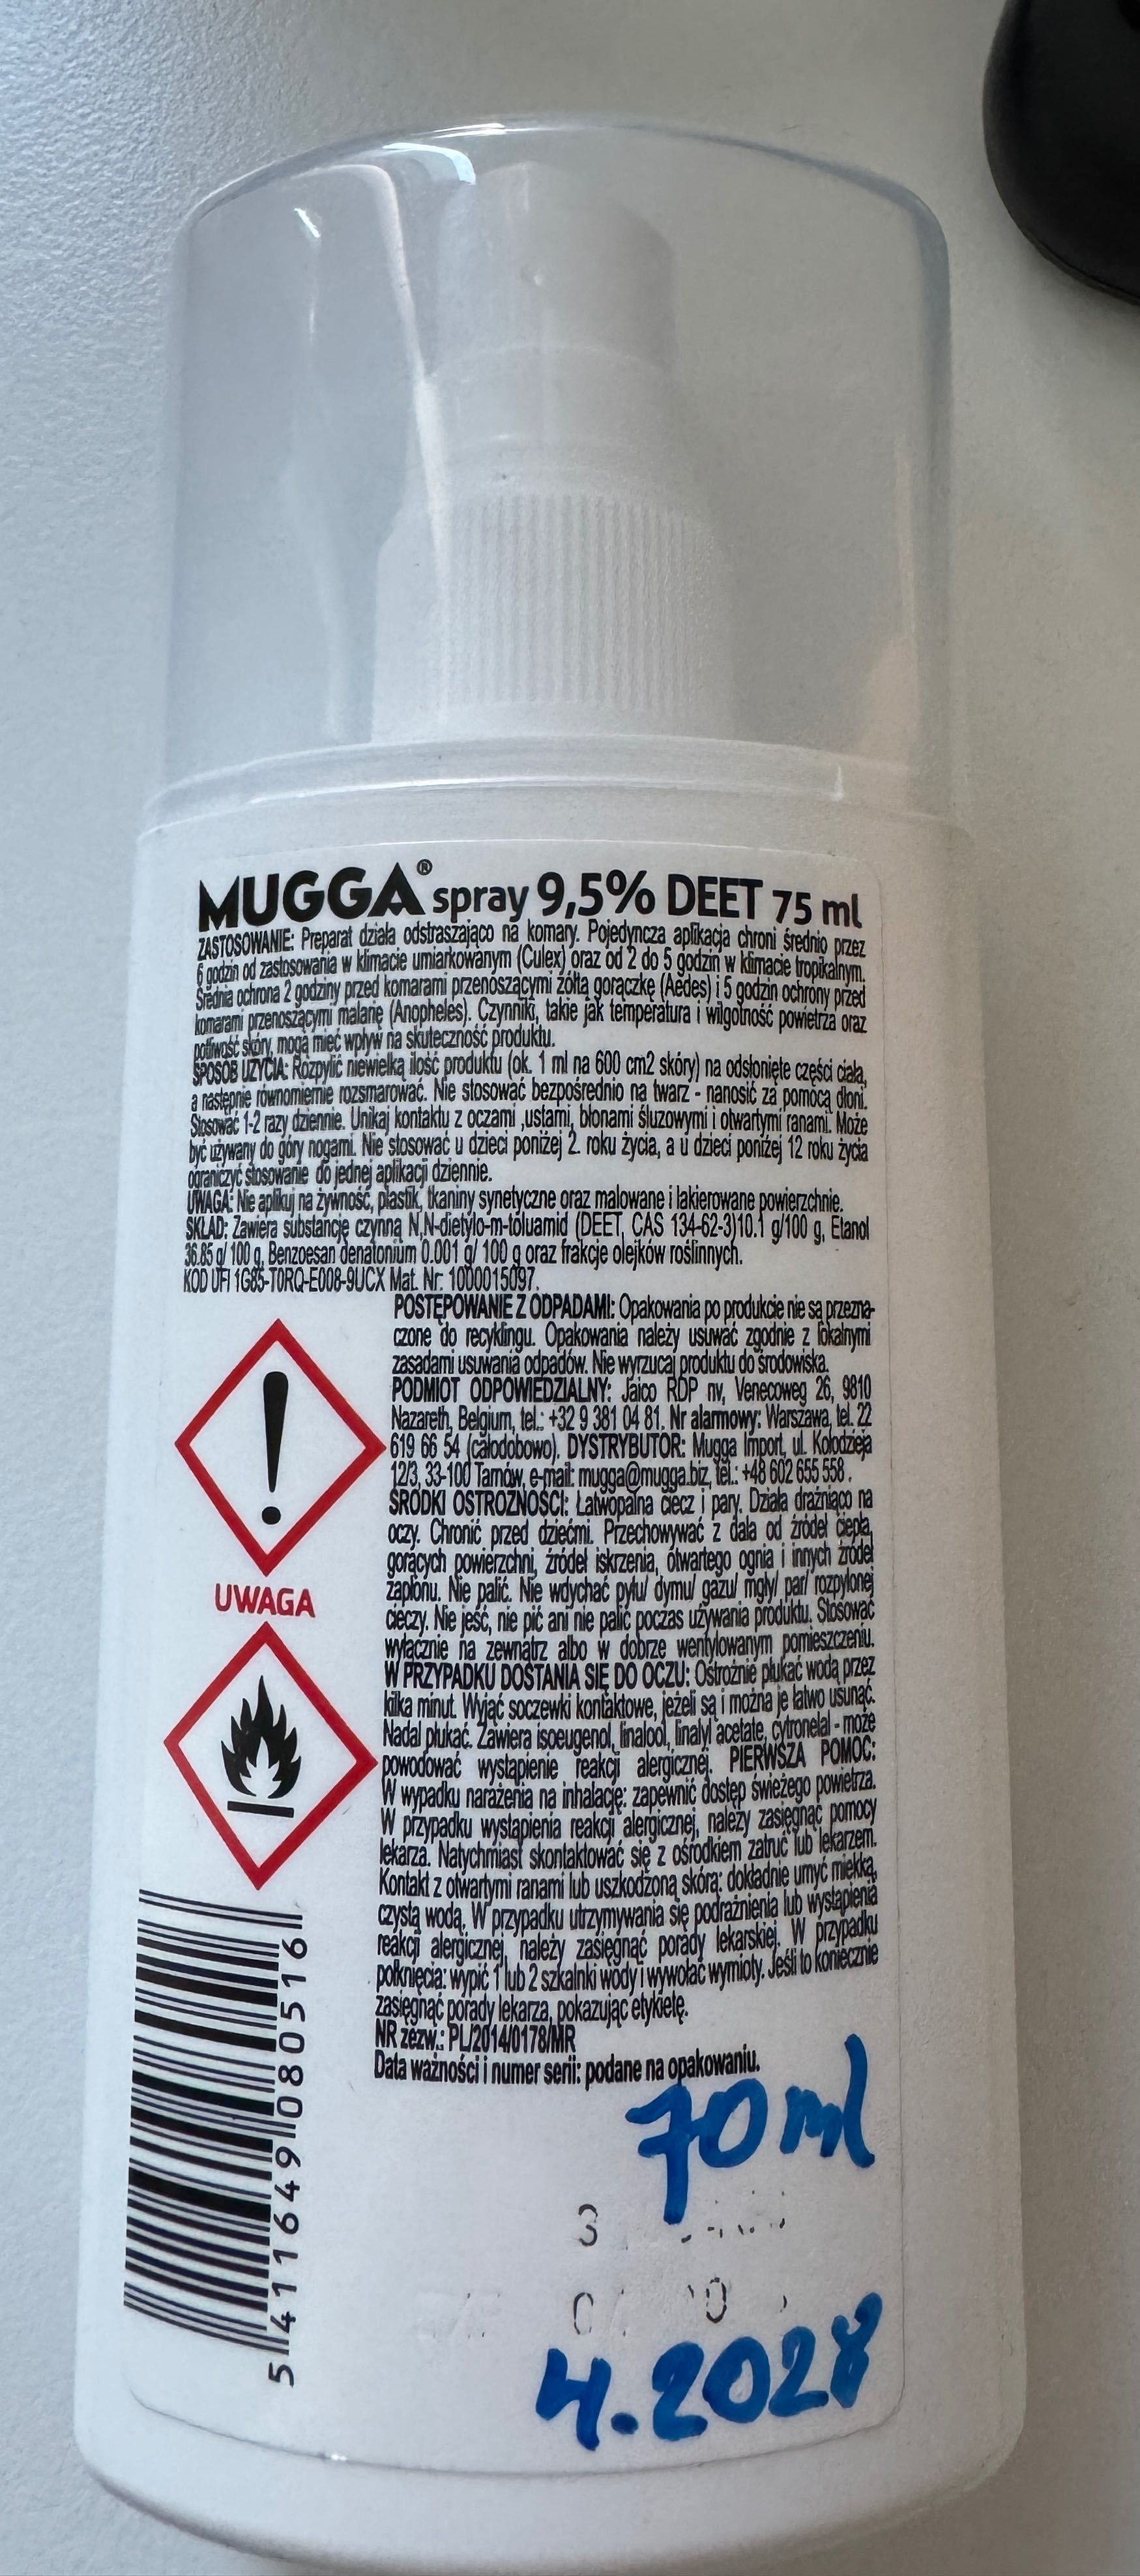 MUGGA® spray 9,5% DEET 75 ml
ZASTOSOWANIE: Preparat działa odstraszająco na komary. Pojedyncza aplikacja chroni średnio przez
6 godzin od zastosowania w klimacie umiarkowanym (Culex) oraz od 2 do 5 godzin w klimacie tropikalnym.
Średnia ochrona 2 godziny przed komarami przenoszącymi żółtą gorączkę (Aedes) i 5 godzin ochrony przed
komarami przenoszącymi malarię (Anopheles). Czynniki, takie jak temperatura i wilgotność powietrza oraz
potliwość skóry, mogą mieć wpływ na skuteczność produktu.
SPOSÓB UŻYCIA: Rozpylić niewielką ilość produktu (ok. 1 ml na 600 cm2 skóry) na odsłonięte części ciała,
a następnie równomiernie rozsmarować. Nie stosować bezpośrednio na twarz - nanosić za pomocą dłoni.
Stosować 1-2 razy dziennie. Unikaj kontaktu z oczami ,ustami, błonami śluzowymi i otwartymi ranami. Może
być używany do góry nogami. Nie stosować u dzieci poniżej 2. roku życia, a u dzieci poniżej 12 roku życia
ograniczyć stosowanie do jednej aplikacji dziennie.
UWAGA: Nie aplikuj na żywność, plastik, tkaniny synetyczne oraz malowane i lakierowane powierzchnie.
SKŁAD: Zawiera substancję czynną N,N-dietylo-m-toluamid (DEET, CAS 134-62-3)10.1 g/100 g, Etanol
36.85 g/ 100 g, Benzoesan denatonium 0.001 g/ 100 g oraz frakcje olejków roślinnych.
KOD UFI 1G85-T0RQ-E008-9UCX Mat. Nr: 1000015097.
POSTĘPOWANIE Z ODPADAMI: Opakowania po produkcie nie są przezna-
czone do recyklingu. Opakowania należy usuwać zgodnie z lokalnymi
zasadami usuwania odpadów. Nie wyrzucaj produktu do środowiska.
PODMIOT ODPOWIEDZIALNY: Jaico RDP nv, Venecoweg 26, 9810
Nazareth, Belgium, tel.: +32 9 381 04 81. Nr alarmowy: Warszawa, tel. 22
619 66 54 (całodobowo). DYSTRYBUTOR: Mugga Import, ul. Kołodzieja
12/3, 33-100 Tarnów, e-mail: mugga@mugga.biz, tel.: +48 602 655 558 .
ŚRODKI OSTROŻNOŚCI: Łatwopalna ciecz i pary. Działa drażniąco na
oczy. Chronić przed dziećmi. Przechowywać z dala od źródeł ciepła,
gorących powierzchni, źródeł iskrzenia, otwartego ognia i innych źródeł
zapłonu. Nie palić. Nie wdychać pyłu/ dymu/ gazu/ mgły/ par/ rozpylonej
cieczy. Nie jeść, nie pić ani nie palić poczas używania produktu. Stosować
wyłącznie na zewnątrz albo w dobrze wentylowanym pomieszczeniu.
W PRZYPADKU DOSTANIA SIĘ DO OCZU: Ostrożnie płukać wodą przez
kilka minut. Wyjąć soczewki kontaktowe, jeżeli są i można je łatwo usunąć.
Nadal płukać. Zawiera isoeugenol, linalool, linalyl acetate, cytronelal - może
powodować wystąpienie reakcji alergicznej. PIERWSZA POMOC:
W wypadku narażenia na inhalację: zapewnić dostęp świeżego powietrza.
W przypadku wystąpienia reakcji alergicznej, należy zasięgnąć pomocy
lekarza. Natychmiast skontaktować się z ośrodkiem zatruć lub lekarzem.
Kontakt z otwartymi ranami lub uszkodzoną skórą: dokładnie umyć miękką,
czystą wodą. W przypadku utrzymywania się podrażnienia lub wystąpienia
reakcji alergicznej, należy zasięgnąć porady lekarskiej. W przypadku
połknięcia: wypić 1 lub 2 szkalnki wody i wywołać wymioty. Jeśli to koniecznie
zasięgnąć porady lekarza, pokazując etykietę.
NR zezw.: PL/2014/0178/MR
Data ważności i numer serii: podane na opakowaniu.
UWAGA
5 411649 080516
70 ml
4.2028